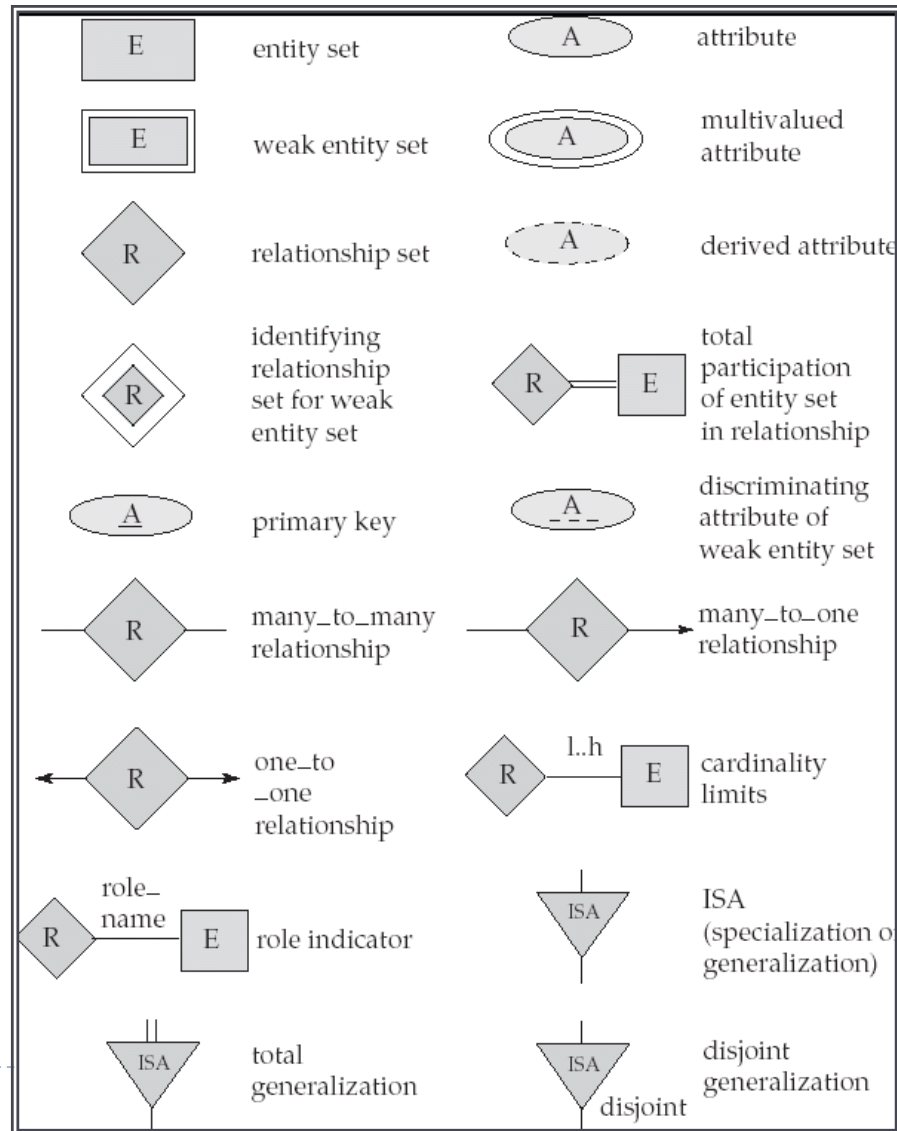 E
entity set
A
attribute
E
weak entity set
A
multivalued
attribute
R
relationship set
A
derived attribute
R
identifying
relationship
set for weak
entity set
R
E
total
participation
of entity set
in relationship
A
primary key
A
discriminating
attribute of
weak entity set
R
many_to_many
relationship
R
many_to_one
relationship
R
one_to
_one
relationship
R
l..h
E
cardinality
limits
R
role_
name
E
role indicator
ISA
ISA
(specialization o
generalization)
ISA
total
generalization
ISA
disjoint
disjoint
generalization